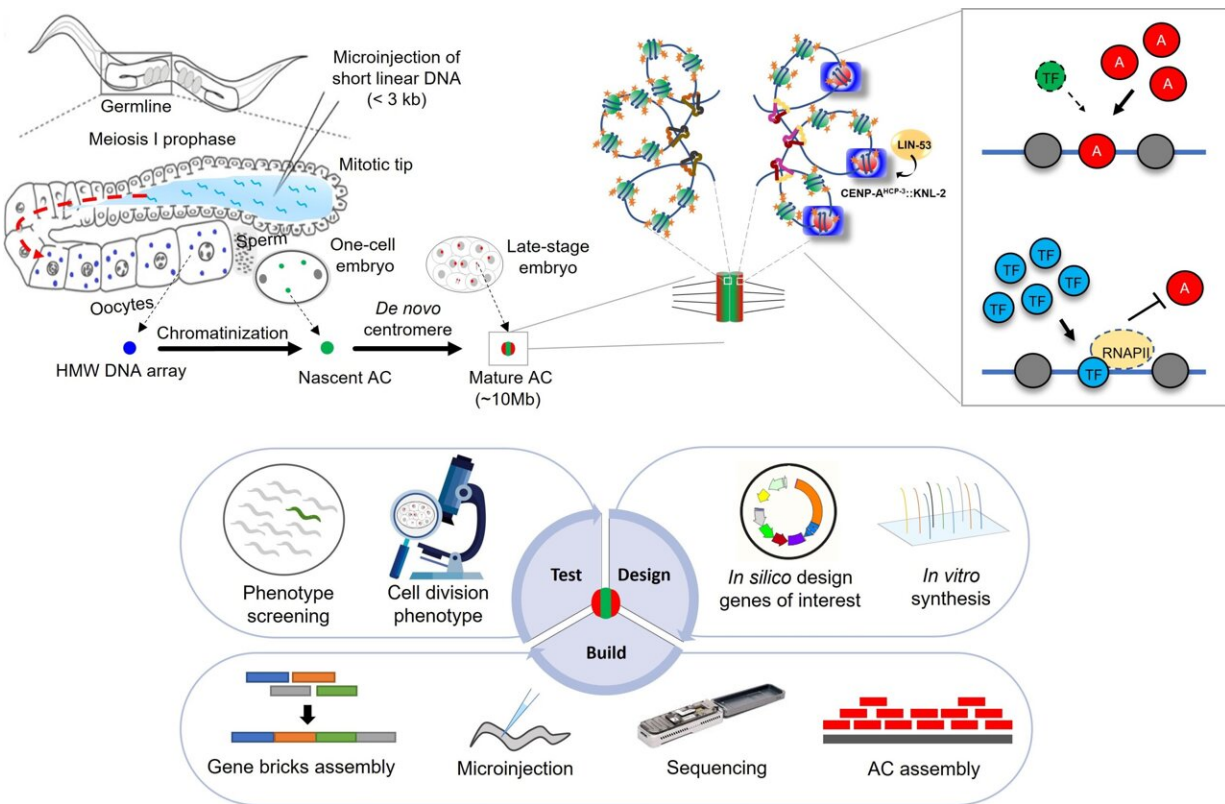 Germline
Microinjection of
short linear DNA
(< 3 kb)
Meiosis I prophase
Mitotic tip
Sperm
One-cell
embryo
Late-stage
embryo
Oocytes
Chromatinization
De novo
centromere
HMW DNA array
Nascent AC
Mature AC
(~10Mb)
LIN-53
CENP-A^HCP-3::KNL-2
TF
A
A
A
A
TF
TF
TF
TF
TF
A
RNAPII
TF
Phenotype
screening
Cell division
phenotype
Test
Design
Build
In silico design
genes of interest
In vitro
synthesis
Gene bricks assembly
Microinjection
Sequencing
AC assembly